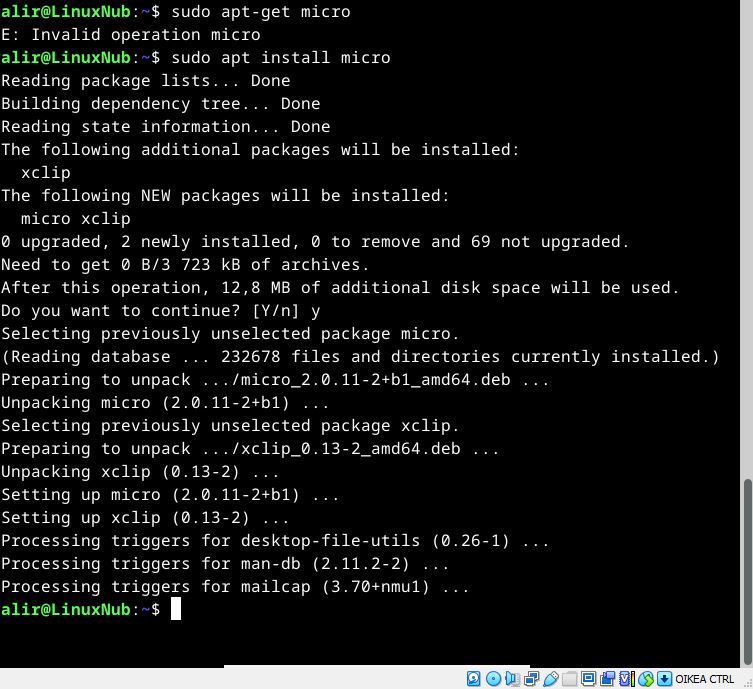 alir@LinuxNub:~$ sudo apt-get micro
E: Invalid operation micro
alir@LinuxNub:~$ sudo apt install micro
Reading package lists... Done
Building dependency tree... Done
Reading state information... Done
The following additional packages will be installed:
  xclip
The following NEW packages will be installed:
  micro xclip
0 upgraded, 2 newly installed, 0 to remove and 69 not upgraded.
Need to get 0 B/3 723 kB of archives.
After this operation, 12,8 MB of additional disk space will be used.
Do you want to continue? [Y/n] y
Selecting previously unselected package micro.
(Reading database ... 232678 files and directories currently installed.)
Preparing to unpack .../micro_2.0.11-2+b1_amd64.deb ...
Unpacking micro (2.0.11-2+b1) ...
Selecting previously unselected package xclip.
Preparing to unpack .../xclip_0.13-2_amd64.deb ...
Unpacking xclip (0.13-2) ...
Setting up micro (2.0.11-2+b1) ...
Setting up xclip (0.13-2) ...
Processing triggers for desktop-file-utils (0.26-1) ...
Processing triggers for man-db (2.11.2-2) ...
Processing triggers for mailcap (3.70+nmu1) ...
alir@LinuxNub:~$
OIKEA CTRL